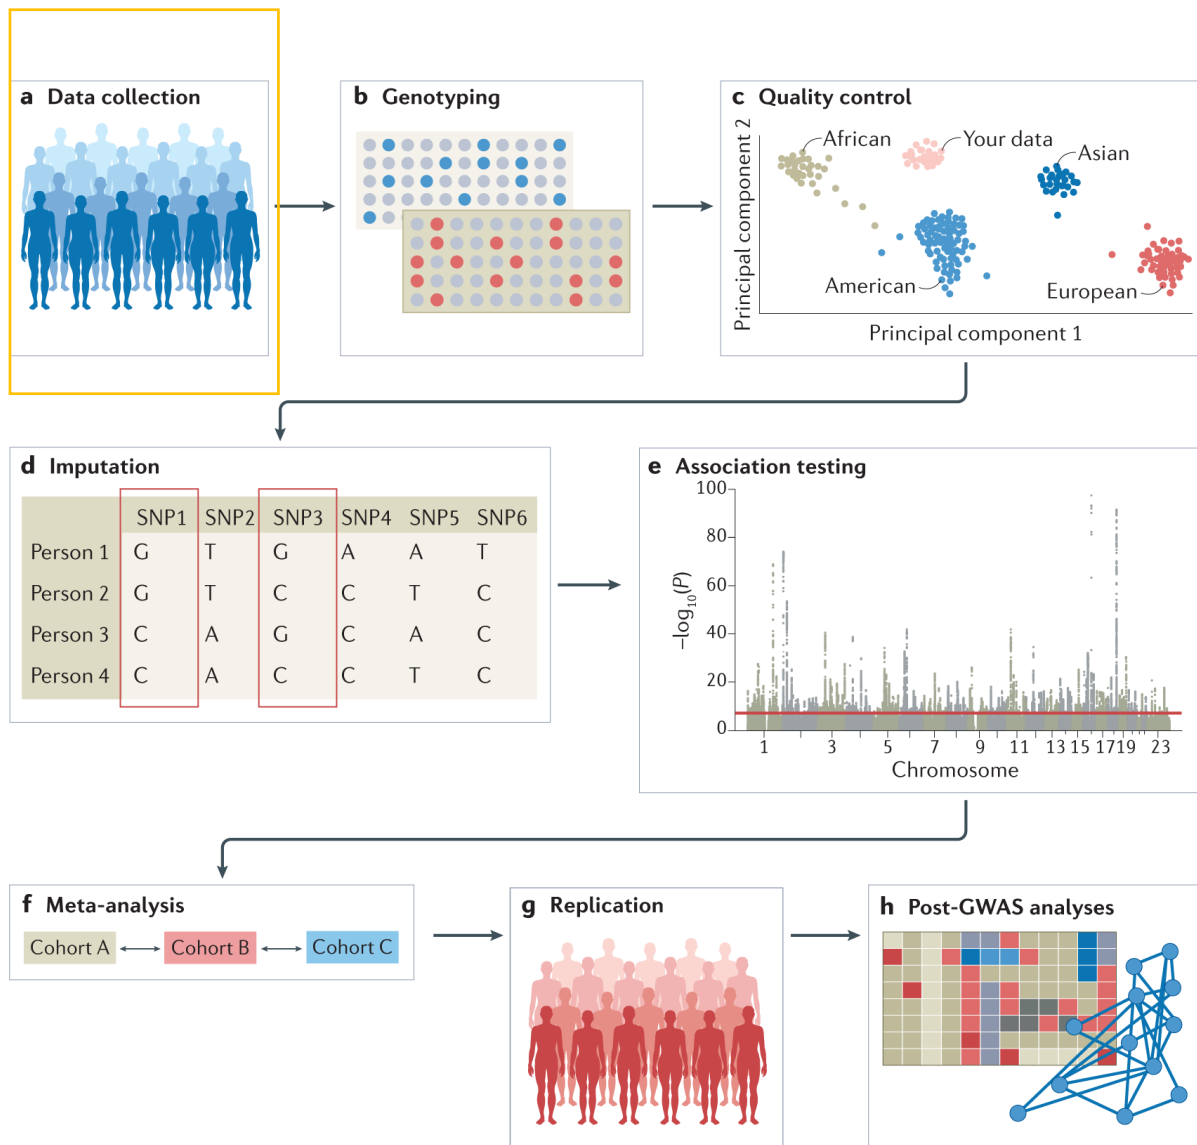 a Data collection
b Genotyping
c Quality control
African
Your data
Asian
American
European
Principal component 2
Principal component 1
d Imputation
SNP1 SNP2 SNP3 SNP4 SNP5 SNP6
Person 1 G T G A A T
Person 2 G T C C T C
Person 3 C A G C A C
Person 4 C A C C T C
e Association testing
100
80
60
40
20
0
–log10(P)
1 3 5 7 9 11 13 15 17 19 23
Chromosome
f Meta-analysis
Cohort A Cohort B Cohort C
g Replication
h Post-GWAS analyses